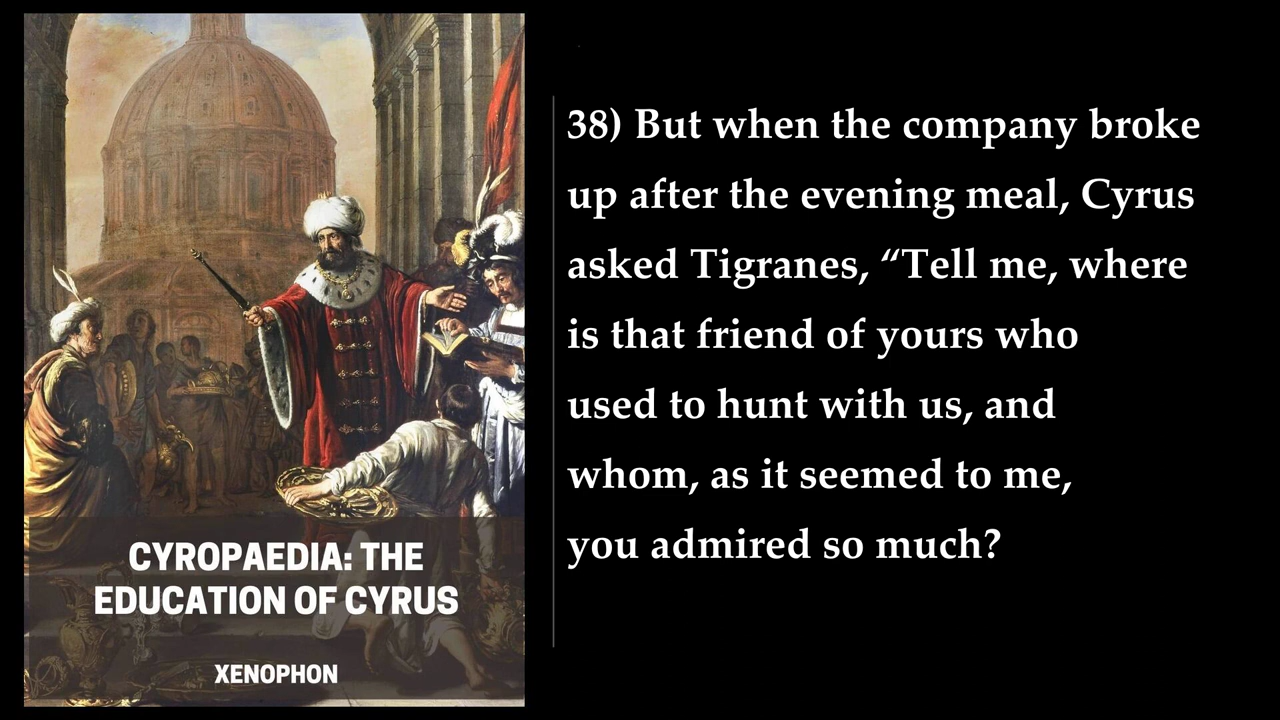 CYROPAEDIA: THE
EDUCATION OF CYRUS
XENOPHON
38) But when the company broke
up after the evening meal, Cyrus
asked Tigranes, “Tell me, where
is that friend of yours who
used to hunt with us, and
whom, as it seemed to me,
you admired so much?